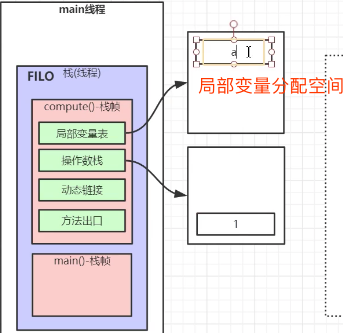 main线程
FILO 栈(线程)
compute()-栈帧
局部变量表
操作数栈
动态链接
方法出口
main()-栈帧
a
局部变量分配空间
1